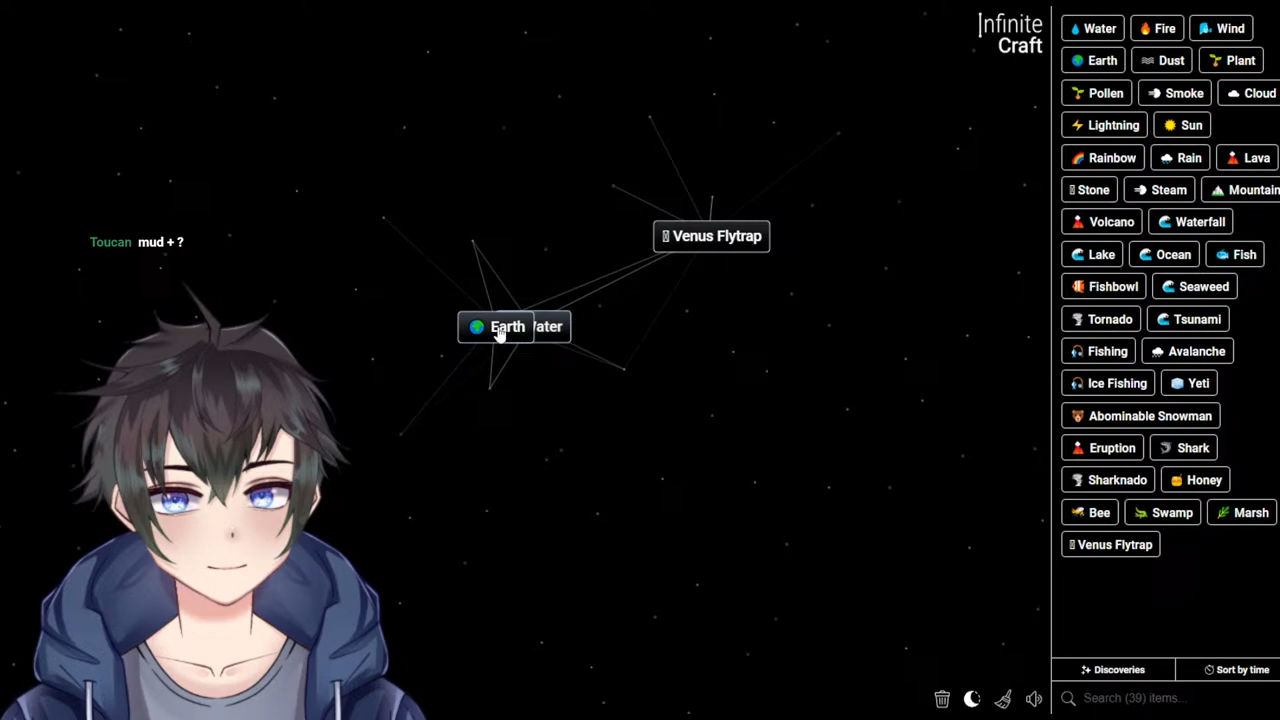 Infinite
Craft
Toucan mud + ?
Venus Flytrap
Earth
Water Fire Wind
Earth Dust Plant
Pollen Smoke Cloud
Lightning Sun
Rainbow Rain Lava
Stone Steam Mountain
Volcano Waterfall
Lake Ocean Fish
Fishbowl Seaweed
Tornado Tsunami
Fishing Avalanche
Ice Fishing Yeti
Abominable Snowman
Eruption Shark
Sharknado Honey
Bee Swamp Marsh
Venus Flytrap
Discoveries Sort by time
Search (39) items...